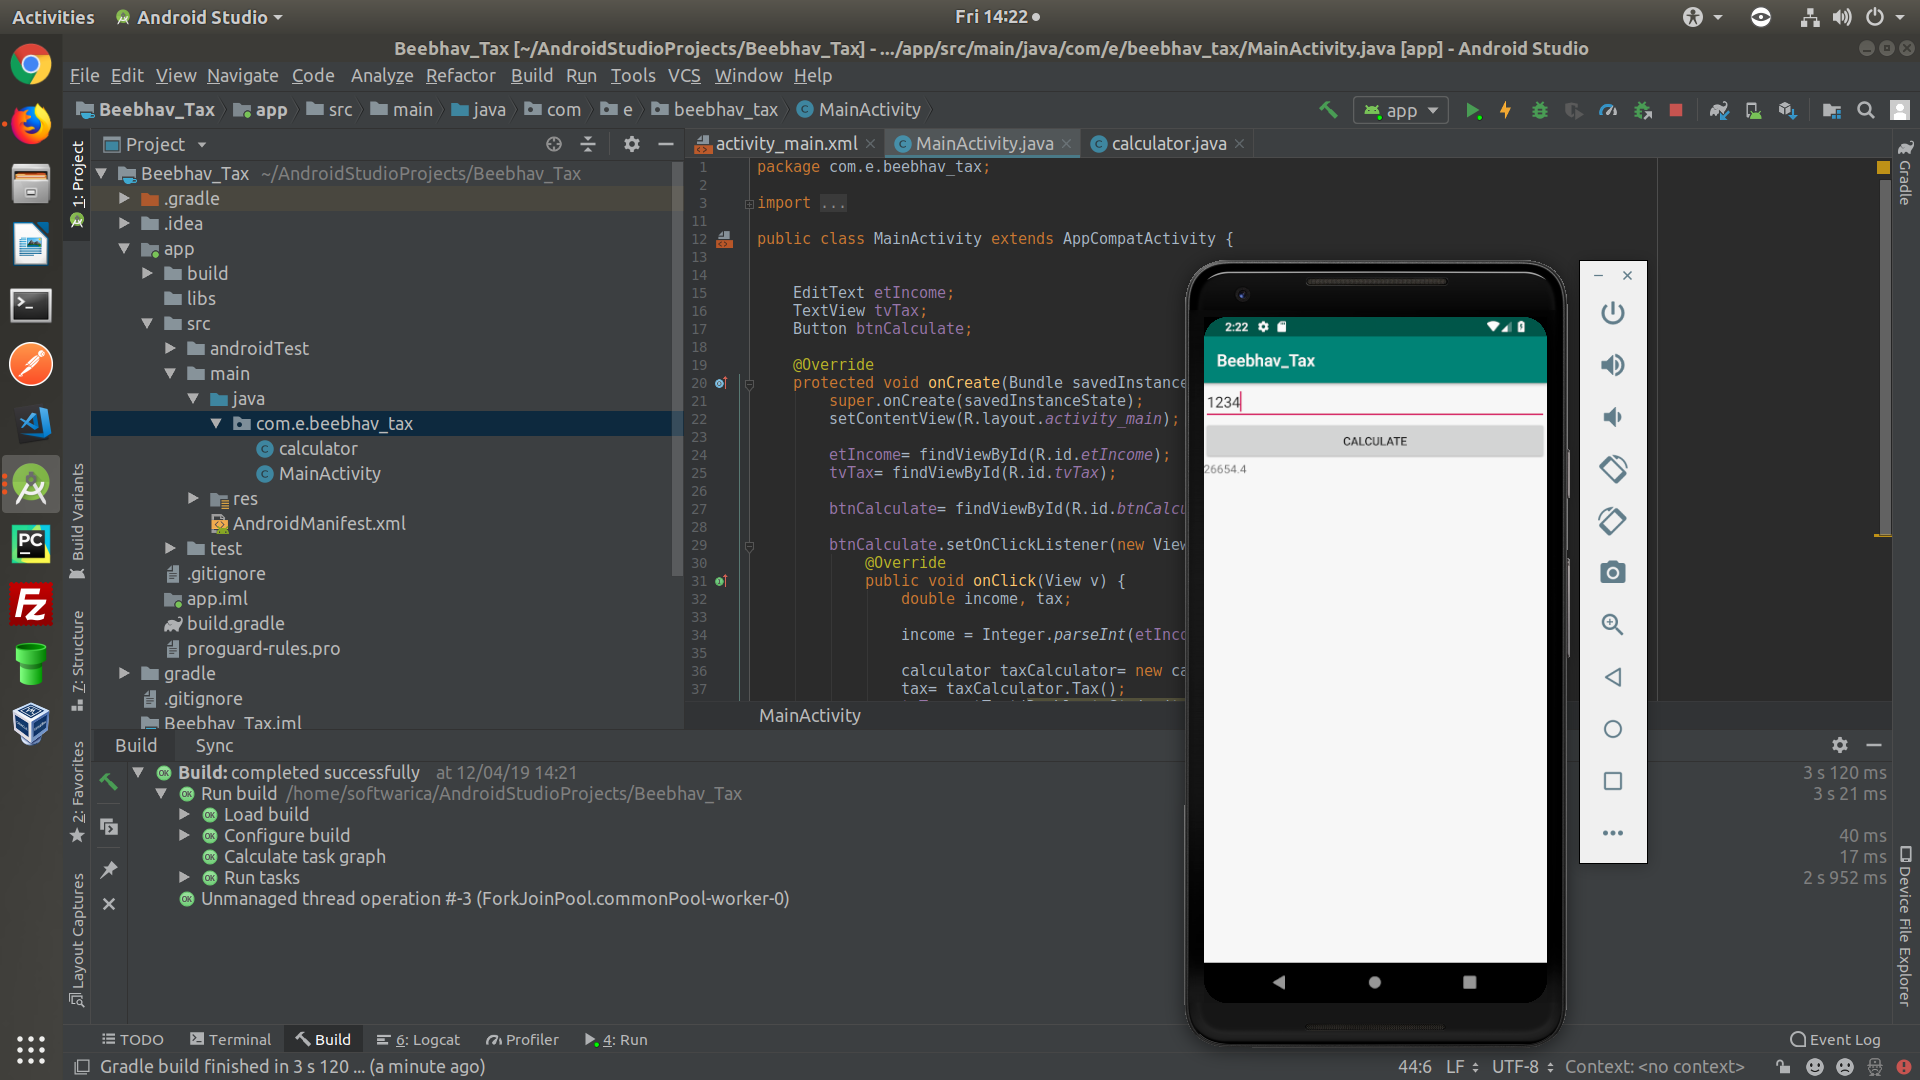 Activities
Android Studio
Fri 14:22
Beebhav_Tax [~/AndroidStudioProjects/Beebhav_Tax] - .../app/src/main/java/com/e/beebhav_tax/MainActivity.java [app] - Android Studio
File Edit View Navigate Code Analyze Refactor Build Run Tools VCS Window Help
Beebhav_Tax app src main java com e beebhav_tax MainActivity
app
1: Project
Build Variants
7: Structure
2: Favorites
Layout Captures
Project
Beebhav_Tax ~/AndroidStudioProjects/Beebhav_Tax
.gradle
.idea
app
build
libs
src
androidTest
main
java
com.e.beebhav_tax
calculator
MainActivity
res
AndroidManifest.xml
test
.gitignore
app.iml
build.gradle
proguard-rules.pro
gradle
.gitignore
Beebhav_Tax.iml
activity_main.xml MainActivity.java calculator.java
1 package com.e.beebhav_tax;
2
3 import ...
11
12 public class MainActivity extends AppCompatActivity {
13
14
15 EditText etIncome;
16 TextView tvTax;
17 Button btnCalculate;
18
19 @Override
20 protected void onCreate(Bundle savedInstance
21 super.onCreate(savedInstanceState);
22 setContentView(R.layout.activity_main);
23
24 etIncome= findViewById(R.id.etIncome);
25 tvTax= findViewById(R.id.tvTax);
26
27 btnCalculate= findViewById(R.id.btnCalcu
28
29 btnCalculate.setOnClickListener(new View
30 @Override
31 public void onClick(View v) {
32 double income, tax;
33
34 income = Integer.parseInt(etInco
35
36 calculator taxCalculator= new ca
37 tax= taxCalculator.Tax();
MainActivity
2:22
Beebhav_Tax
1234
CALCULATE
26654.4
Gradle
Device File Explorer
Build Sync
Build: completed successfully at 12/04/19 14:21 3 s 120 ms
Run build /home/softwarica/AndroidStudioProjects/Beebhav_Tax 3 s 21 ms
Load build
Configure build 40 ms
Calculate task graph 17 ms
Run tasks 2 s 952 ms
Unmanaged thread operation #-3 (ForkJoinPool.commonPool-worker-0)
TODO Terminal Build 6: Logcat Profiler 4: Run Event Log
Gradle build finished in 3 s 120 ... (a minute ago) 44:6 LF UTF-8 Context: <no context>